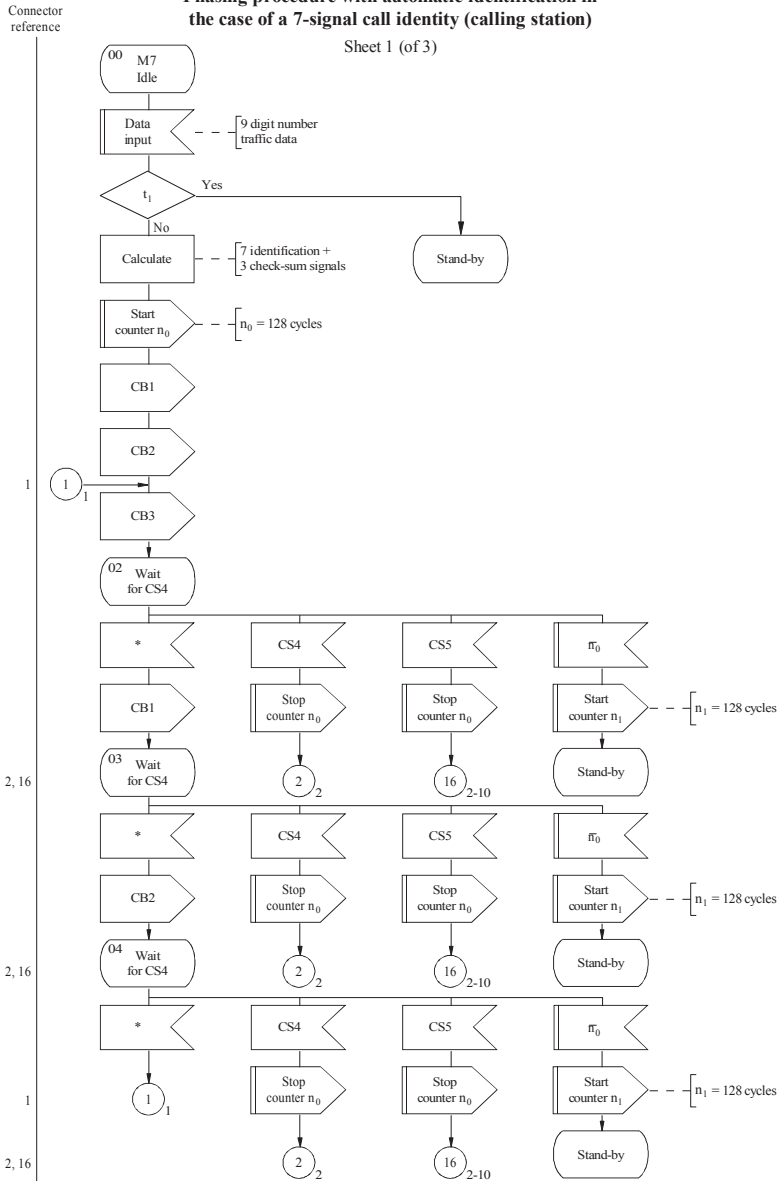 Phasing procedure with automatic identification in
the case of a 7-signal call identity (calling station)
Sheet 1 (of 3)
Connector
reference
00 M7
Idle
Data
input
9 digit number
traffic data
t1
Yes
No
Calculate
7 identification +
3 check-sum signals
Stand-by
Start
counter n0
n0 = 128 cycles
CB1
CB2
1
1
1
CB3
02 Wait
for CS4
*
CS4
CS5
n̅0
CB1
Stop
counter n0
Stop
counter n0
Start
counter n1
n1 = 128 cycles
2, 16
03 Wait
for CS4
2
2
16
2-10
Stand-by
*
CS4
CS5
n̅0
CB2
Stop
counter n0
Stop
counter n0
Start
counter n1
n1 = 128 cycles
2, 16
04 Wait
for CS4
2
2
16
2-10
Stand-by
*
CS4
CS5
n̅0
1
1
1
Stop
counter n0
Stop
counter n0
Start
counter n1
n1 = 128 cycles
2, 16
2
2
16
2-10
Stand-by